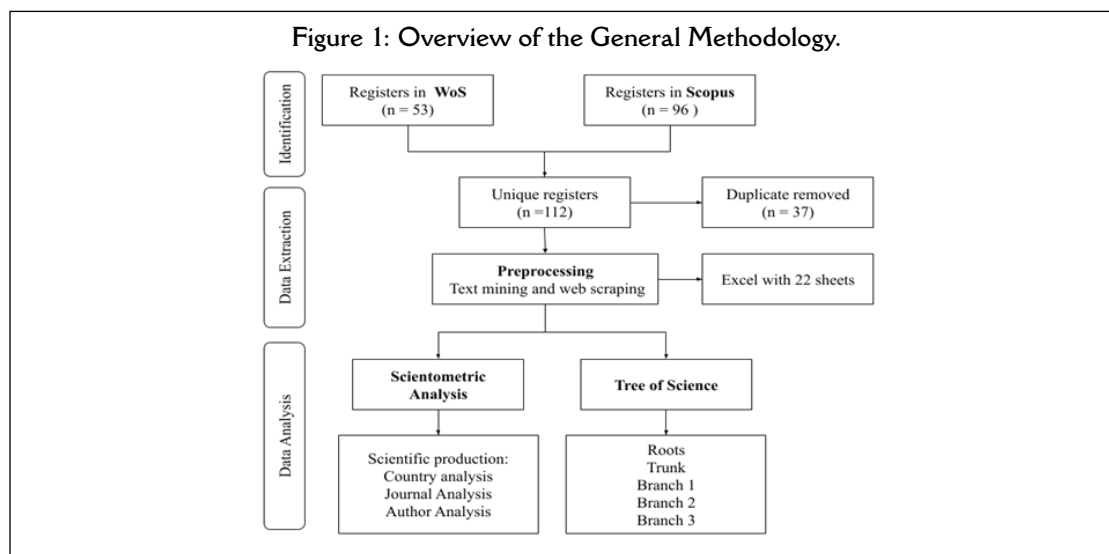 Figure 1: Overview of the General Methodology.
Identification
Registers in WoS
(n = 53)
Registers in Scopus
(n = 96 )
Data Extraction
Unique registers
(n =112)
Duplicate removed
(n = 37)
Preprocessing
Text mining and web scraping
Excel with 22 sheets
Data Analysis
Scientometric
Analysis
Tree of Science
Scientific production:
Country analysis
Journal Analysis
Author Analysis
Roots
Trunk
Branch 1
Branch 2
Branch 3